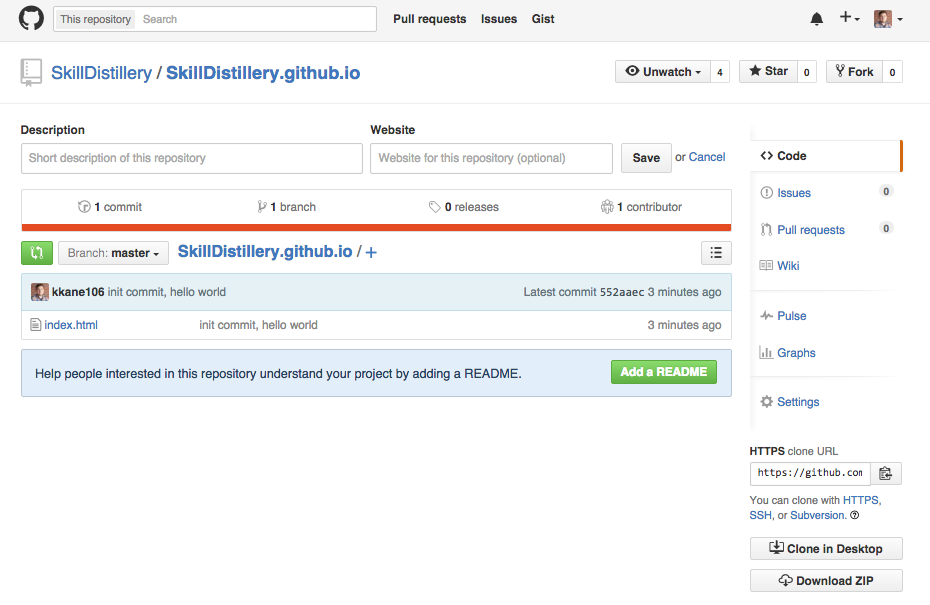 This repository Search Pull requests Issues Gist
SkillDistillery / SkillDistillery.github.io Unwatch 4 Star 0 Fork 0
Description Website
Short description of this repository Website for this repository (optional) Save or Cancel
1 commit 1 branch 0 releases 1 contributor
Branch: master SkillDistillery.github.io / +
kkane106 init commit, hello world Latest commit 552aaec 3 minutes ago
index.html init commit, hello world 3 minutes ago
Help people interested in this repository understand your project by adding a README. Add a README
Code
Issues 0
Pull requests 0
Wiki
Pulse
Graphs
Settings
HTTPS clone URL
https://github.com
You can clone with HTTPS,
SSH, or Subversion.
Clone in Desktop
Download ZIP